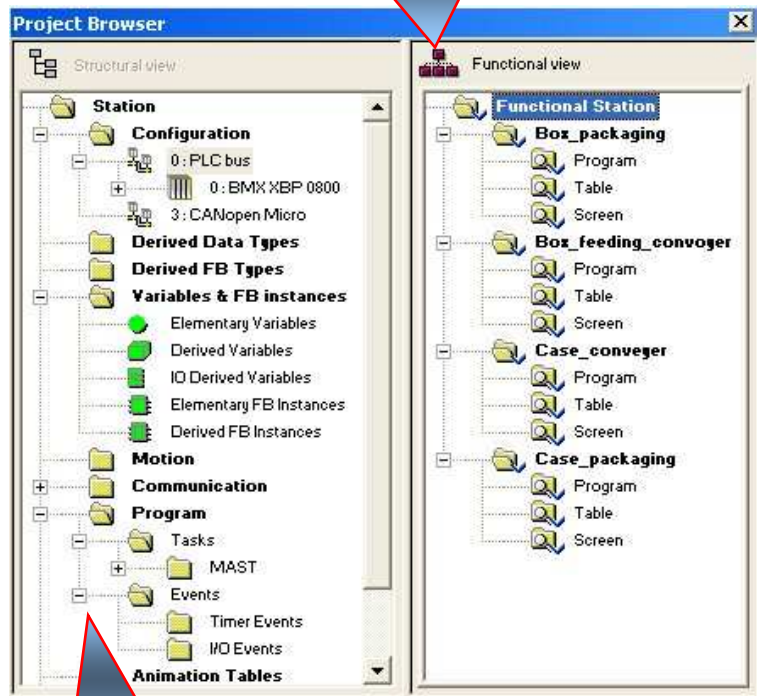 Project Browser
Structural view
Station
Configuration
0 : PLC bus
0 : BMX XBP 0800
3 : CANopen Micro
Derived Data Types
Derived FB Types
Variables & FB instances
Elementary Variables
Derived Variables
IO Derived Variables
Elementary FB Instances
Derived FB Instances
Motion
Communication
Program
Tasks
MAST
Events
Timer Events
I/O Events
Animation Tables
Functional view
Functional Station
Box_packaging
Program
Table
Screen
Box_feeding_convoyer
Program
Table
Screen
Case_conveyer
Program
Table
Screen
Case_packaging
Program
Table
Screen